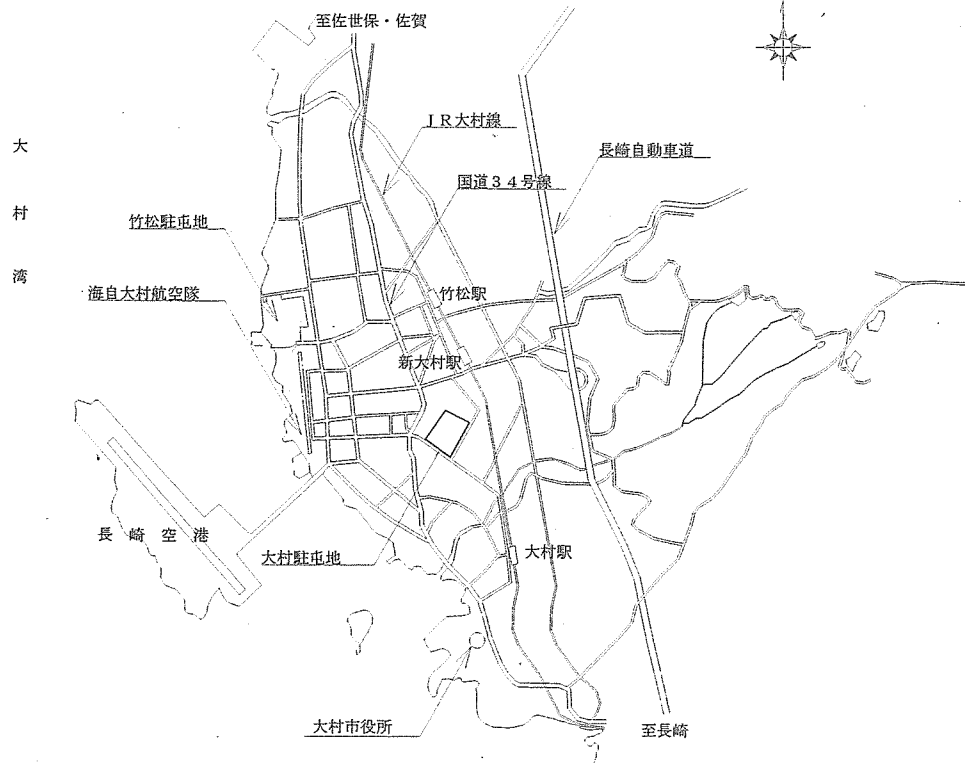 至佐世保・佐賀
JR大村線
長崎自動車道
国道34号線
大村湾
竹松駐屯地
海自大村航空隊
竹松駅
新大村駅
長崎空港
大村駐屯地
大村駅
大村市役所
至長崎